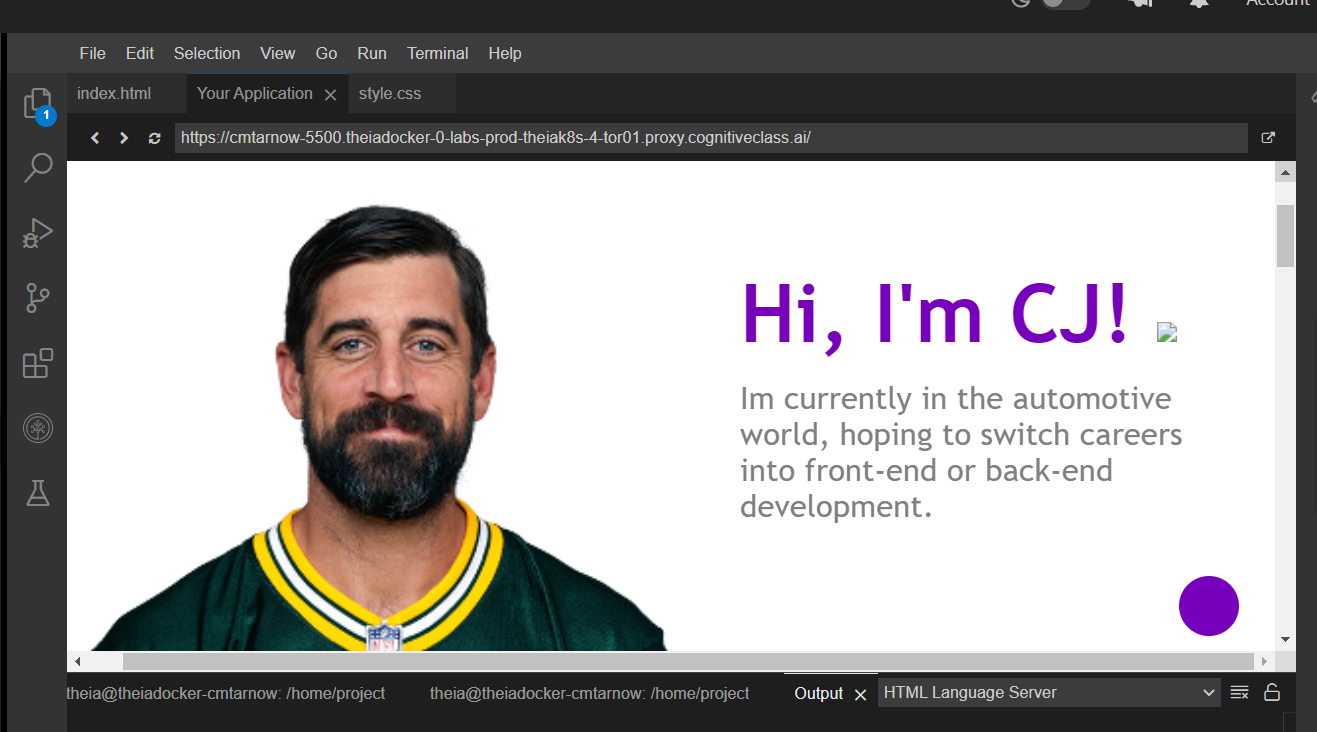 Account
File Edit Selection View Go Run Terminal Help
1
index.html Your Application style.css
https://cmtarnow-5500.theiadocker-0-labs-prod-theiak8s-4-tor01.proxy.cognitiveclass.ai/
Hi, I'm CJ!
Im currently in the automotive
world, hoping to switch careers
into front-end or back-end
development.
NFL
theia@theiadocker-cmtarnow: /home/project theia@theiadocker-cmtarnow: /home/project Output HTML Language Server